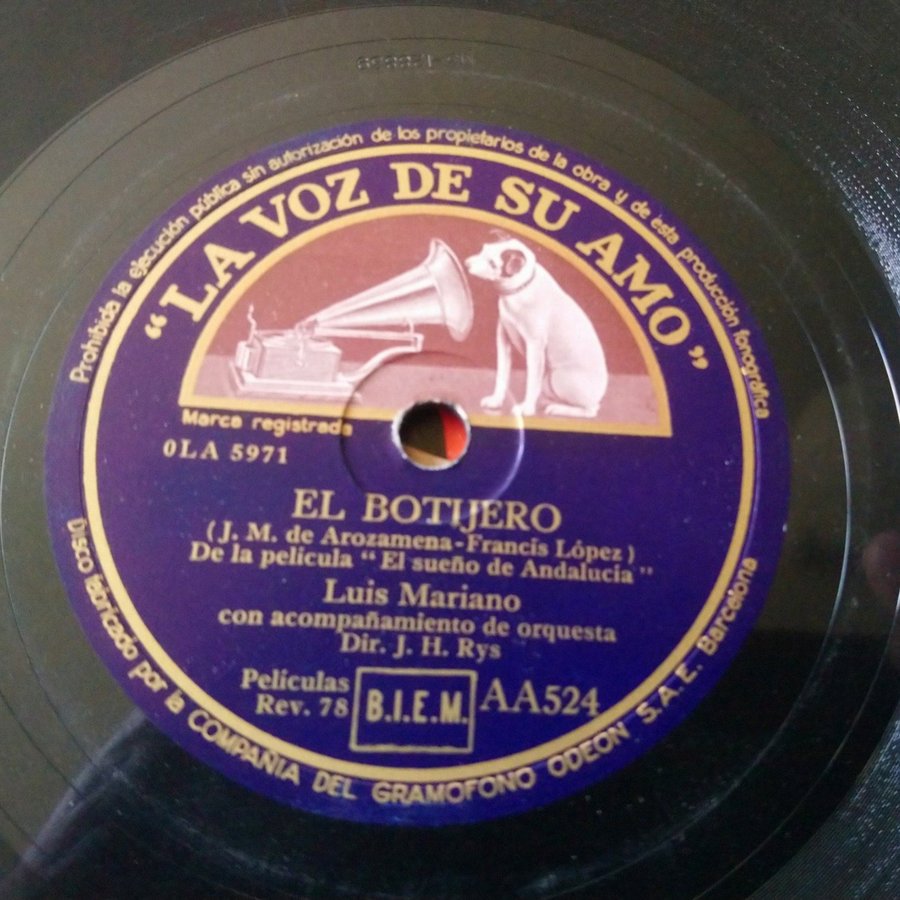 Prohibida la ejecución pública sin autorización de los propietarios de la obra y de esta producción fonográfica
"LA VOZ DE SU AMO"
Marca registrada
0LA 5971
EL BOTIJERO
(J. M. de Arozamena-Francis López)
De la película "El sueño de Andalucía"
Luis Mariano
con acompañamiento de orquesta
Dir. J. H. Rys
Películas
Rev. 78
B.I.E.M.
AA524
Disco fabricado por la COMPAÑIA DEL GRAMOFONO ODEON S.A.E. Barcelona